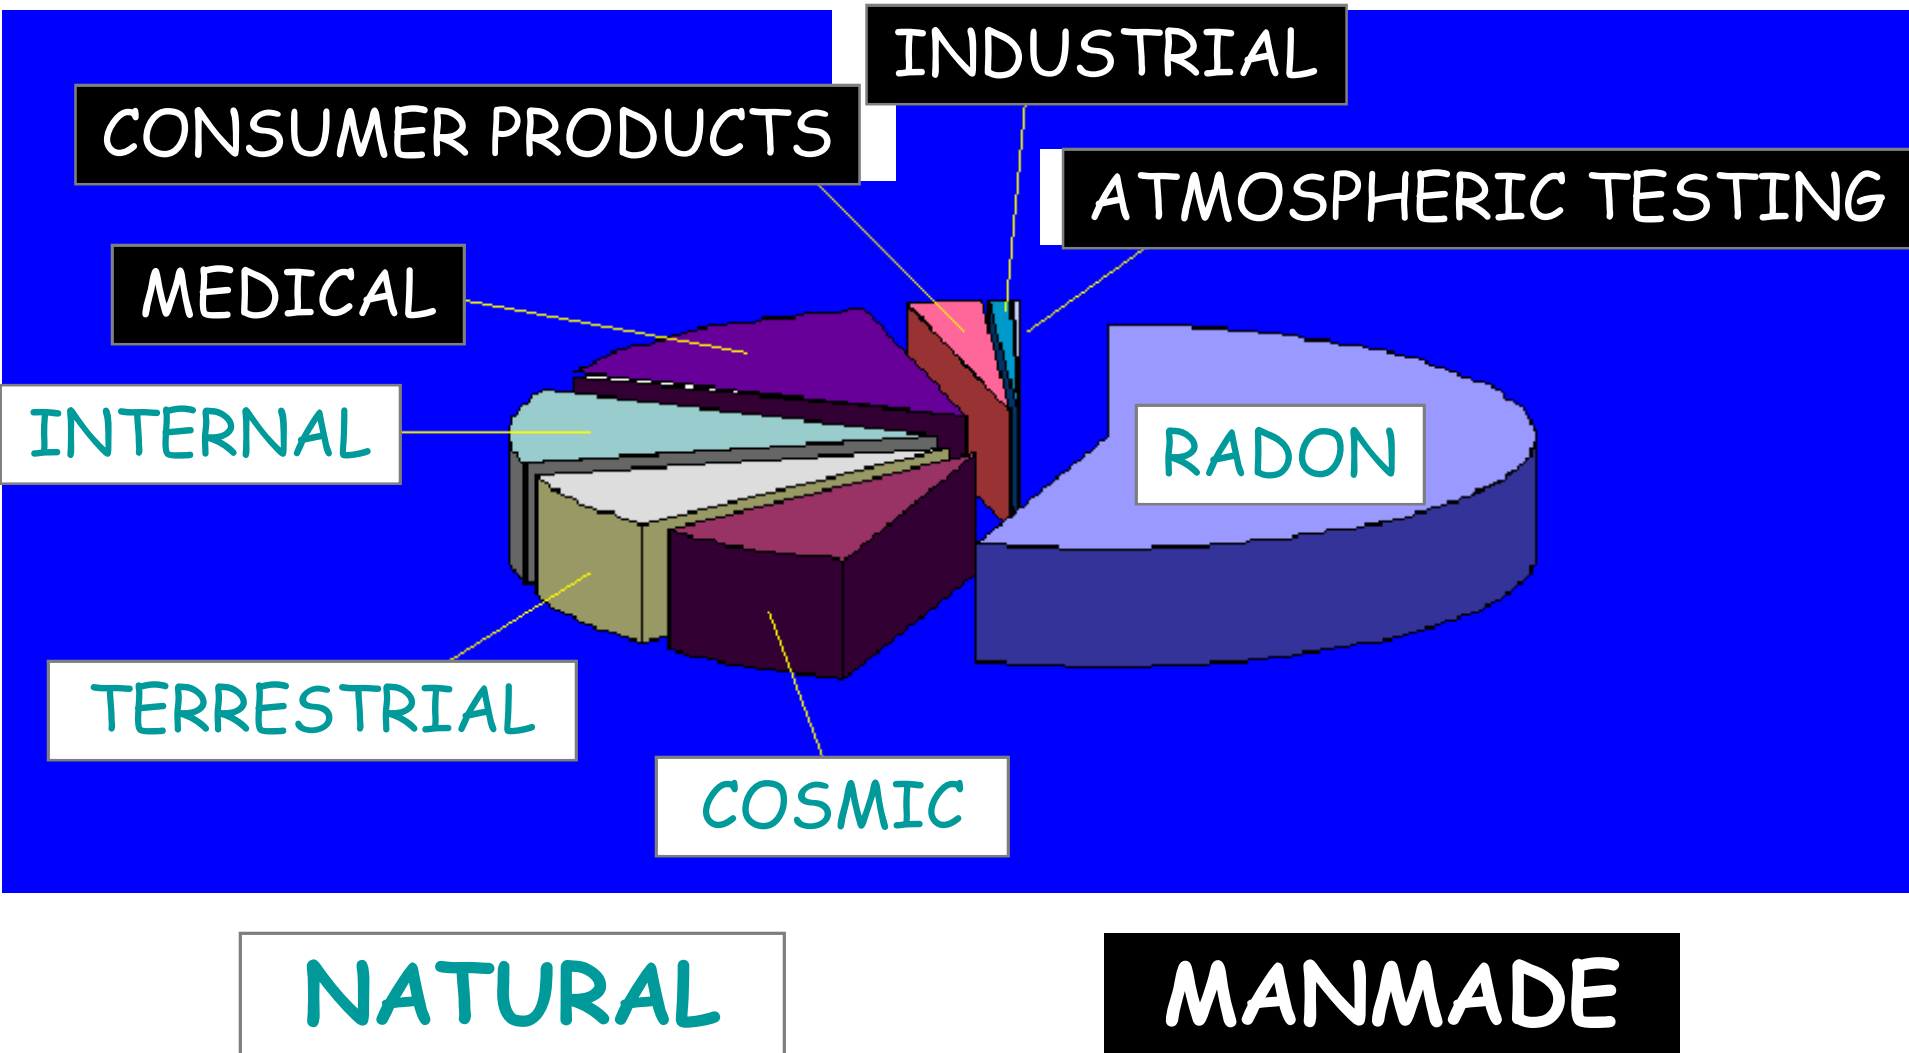 INDUSTRIAL
CONSUMER PRODUCTS
ATMOSPHERIC TESTING
MEDICAL
INTERNAL
RADON
TERRESTRIAL
COSMIC
NATURAL
MANMADE